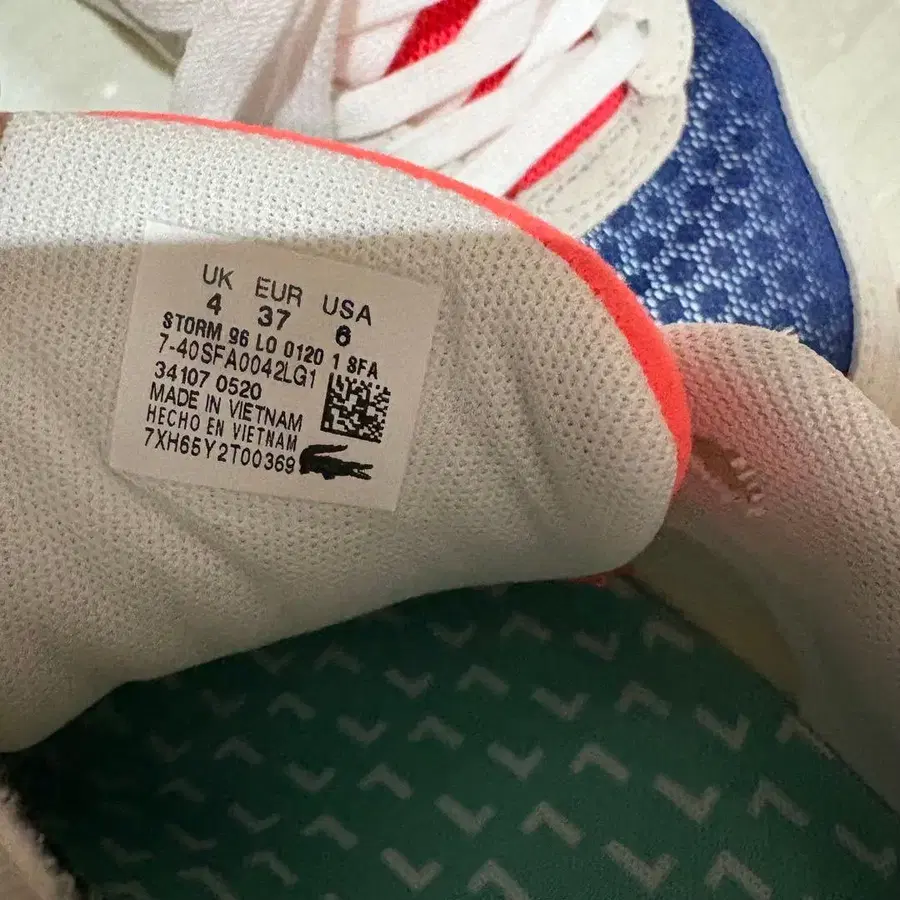 UK EUR USA
4 37 6
STORM 96 LO 0120 1 SFA
7-40SFA0042LG1
34107 0520
MADE IN VIETNAM
HECHO EN VIETNAM
7XH65Y2T00369